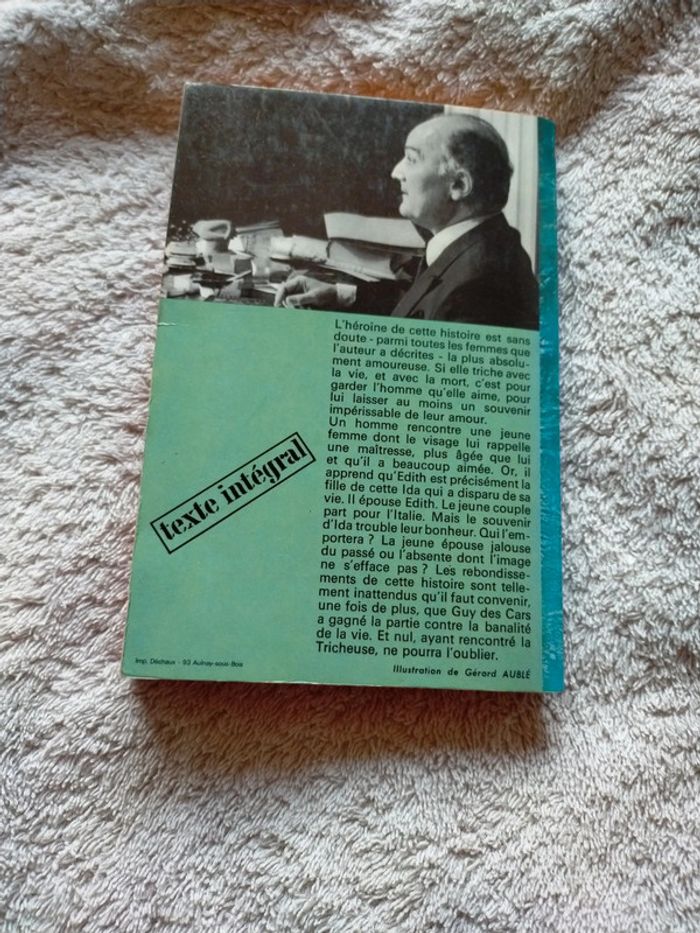 L'héroïne de cette histoire est sans
doute - parmi toutes les femmes que
l'auteur a décrites - la plus absolu-
ment amoureuse. Si elle triche avec
la vie, et avec la mort, c'est pour
garder l'homme qu'elle aime, pour
lui laisser au moins un souvenir
impérissable de leur amour.
Un homme rencontre une jeune
femme dont le visage lui rappelle
une maîtresse, plus âgée que lui
et qu'il a beaucoup aimée. Or, il
apprend qu'Edith est précisément la
fille de cette Ida qui a disparu de sa
vie. Il épouse Edith. Le jeune couple
part pour l'Italie. Mais le souvenir
d'Ida trouble leur bonheur. Qui l'em-
portera ? La jeune épouse jalouse
du passé ou l'absente dont l'image
ne s'efface pas ? Les rebondisse-
ments de cette histoire sont telle-
ment inattendus qu'il faut convenir,
une fois de plus, que Guy des Cars
a gagné la partie contre la banalité
de la vie. Et nul, ayant rencontré la
Tricheuse, ne pourra l'oublier.
Illustration de Gérard AUBLÉ
texte intégral
Imp. Déchaux - 93 Aulnay-sous-Bois